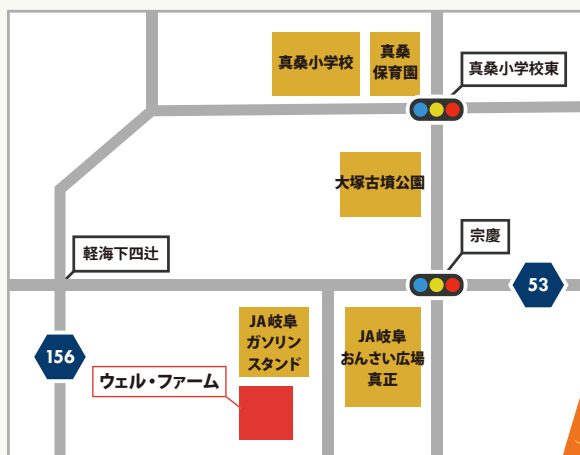 真桑小学校
真桑
保育園
真桑小学校東
大塚古墳公園
宗慶
軽海下四辻
53
JA岐阜
ガソリン
スタンド
JA岐阜
おんさい広場
真正
156
ウェル・ファーム